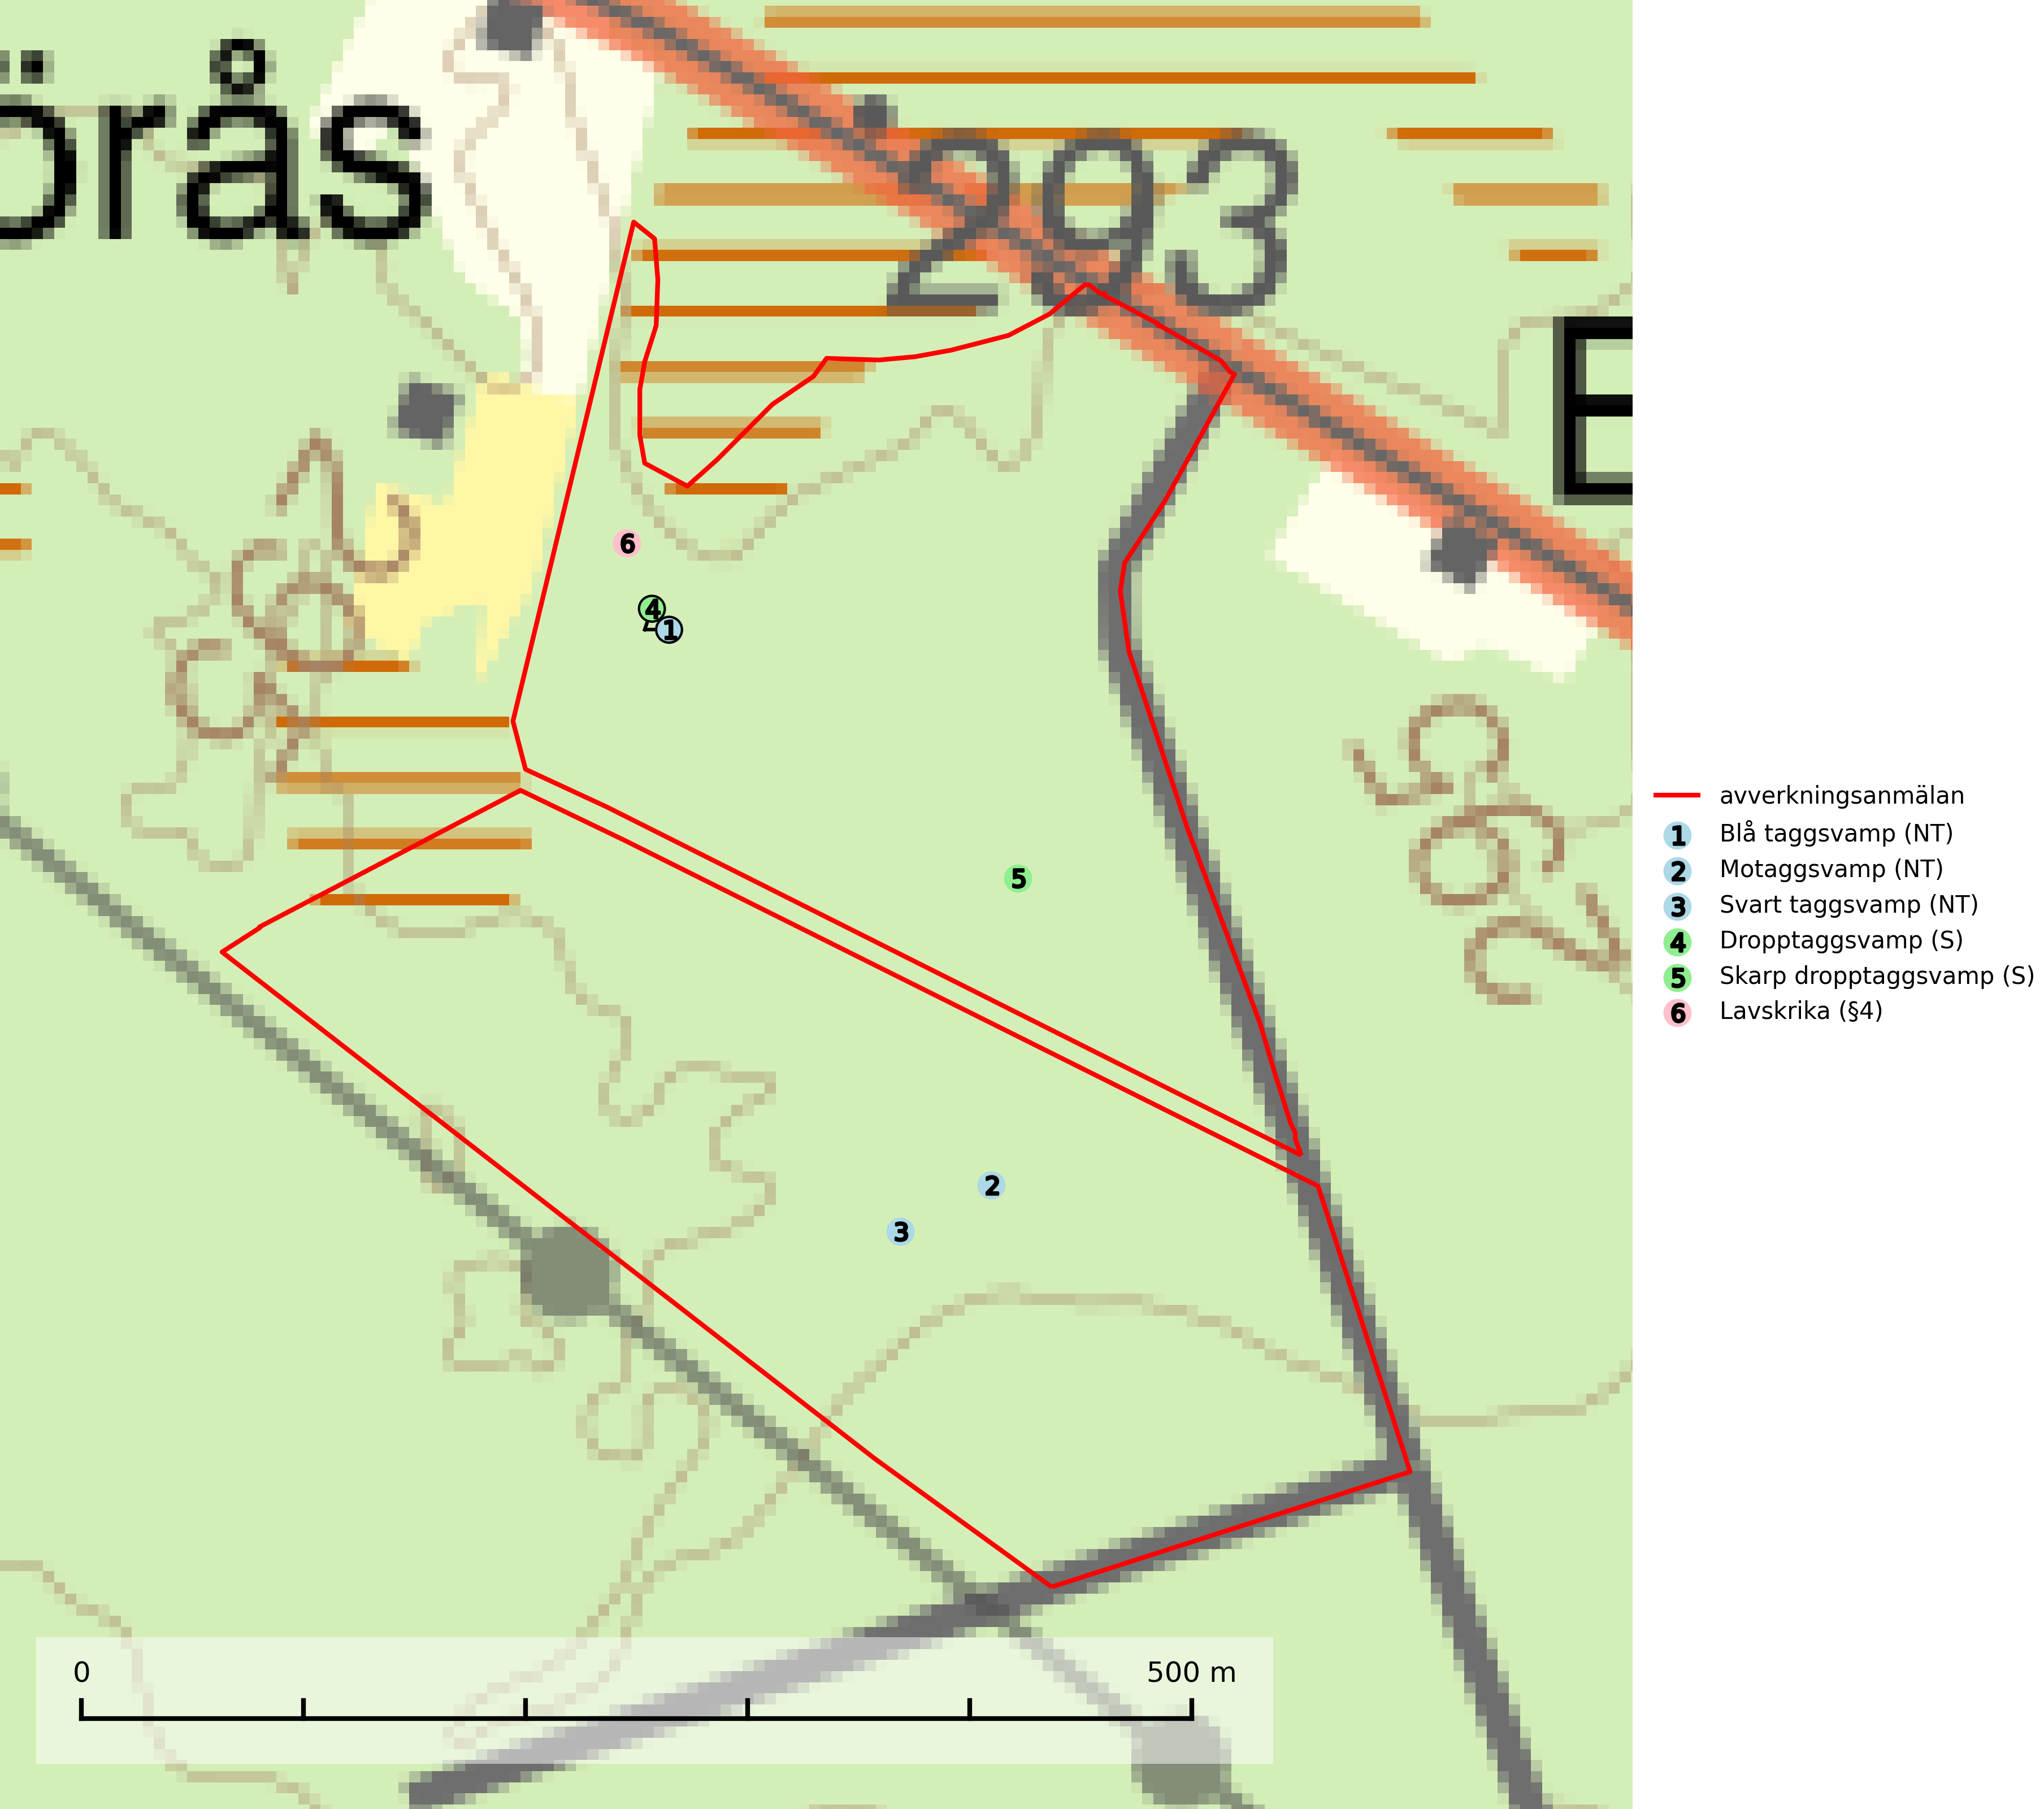 örås
293
E
6
4
1
5
2
3
0 500 m
avverkningsanmälan
1 Blå taggsvamp (NT)
2 Motaggsvamp (NT)
3 Svart taggsvamp (NT)
4 Dropptaggsvamp (S)
5 Skarp dropptaggsvamp (S)
6 Lavskrika (§4)